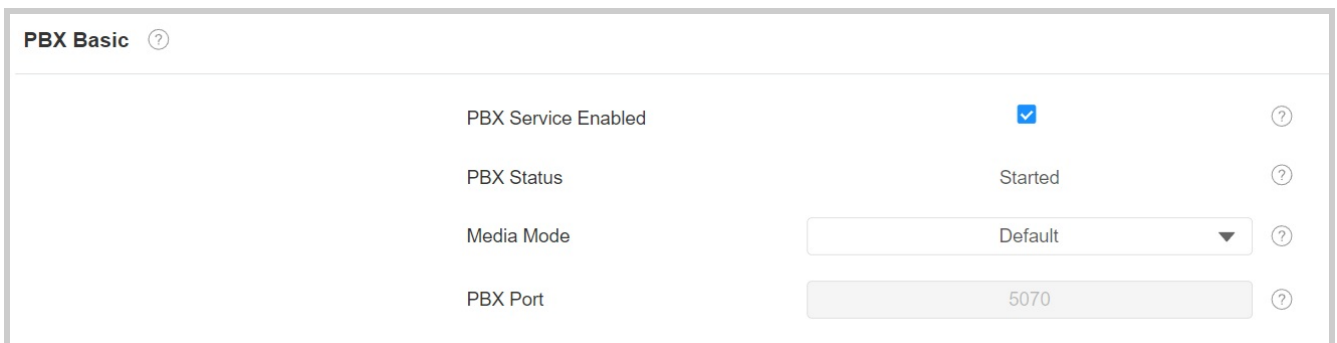 PBX Basic ?
PBX Service Enabled ?
PBX Status Started ?
Media Mode Default ?
PBX Port 5070 ?